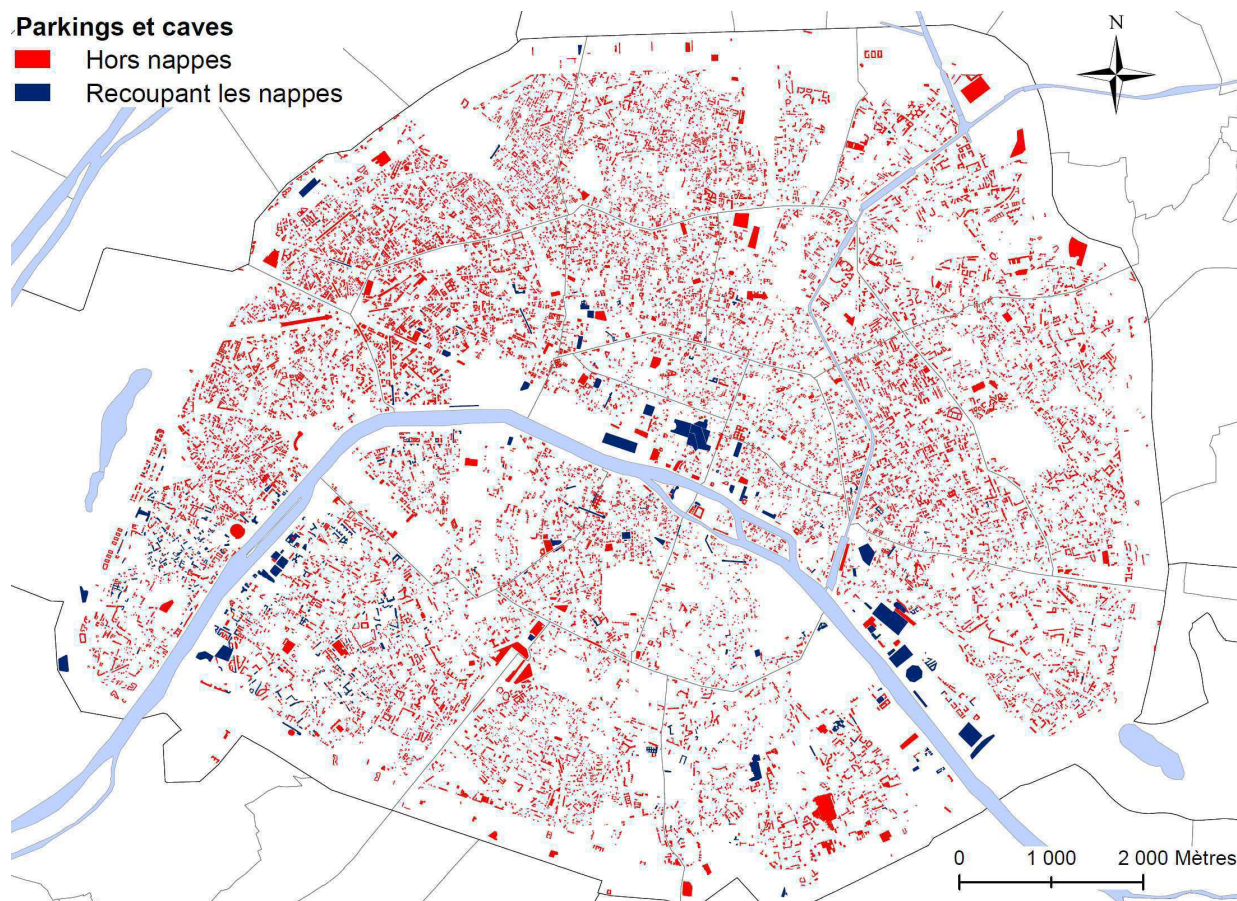 Parkings et caves
Hors nappes
Recoupant les nappes
N
0 1 000 2 000 Mètres